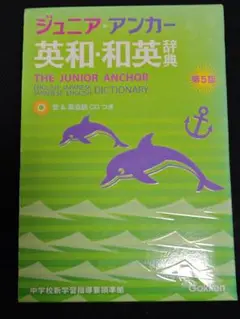 ジュニア・アンカー
英和・和英辞典
THE JUNIOR ANCHOR
ENGLISH-JAPANESE
JAPANESE-ENGLISH DICTIONARY
第5版
CDつき
中学校新学習指導要領準拠
Gakken